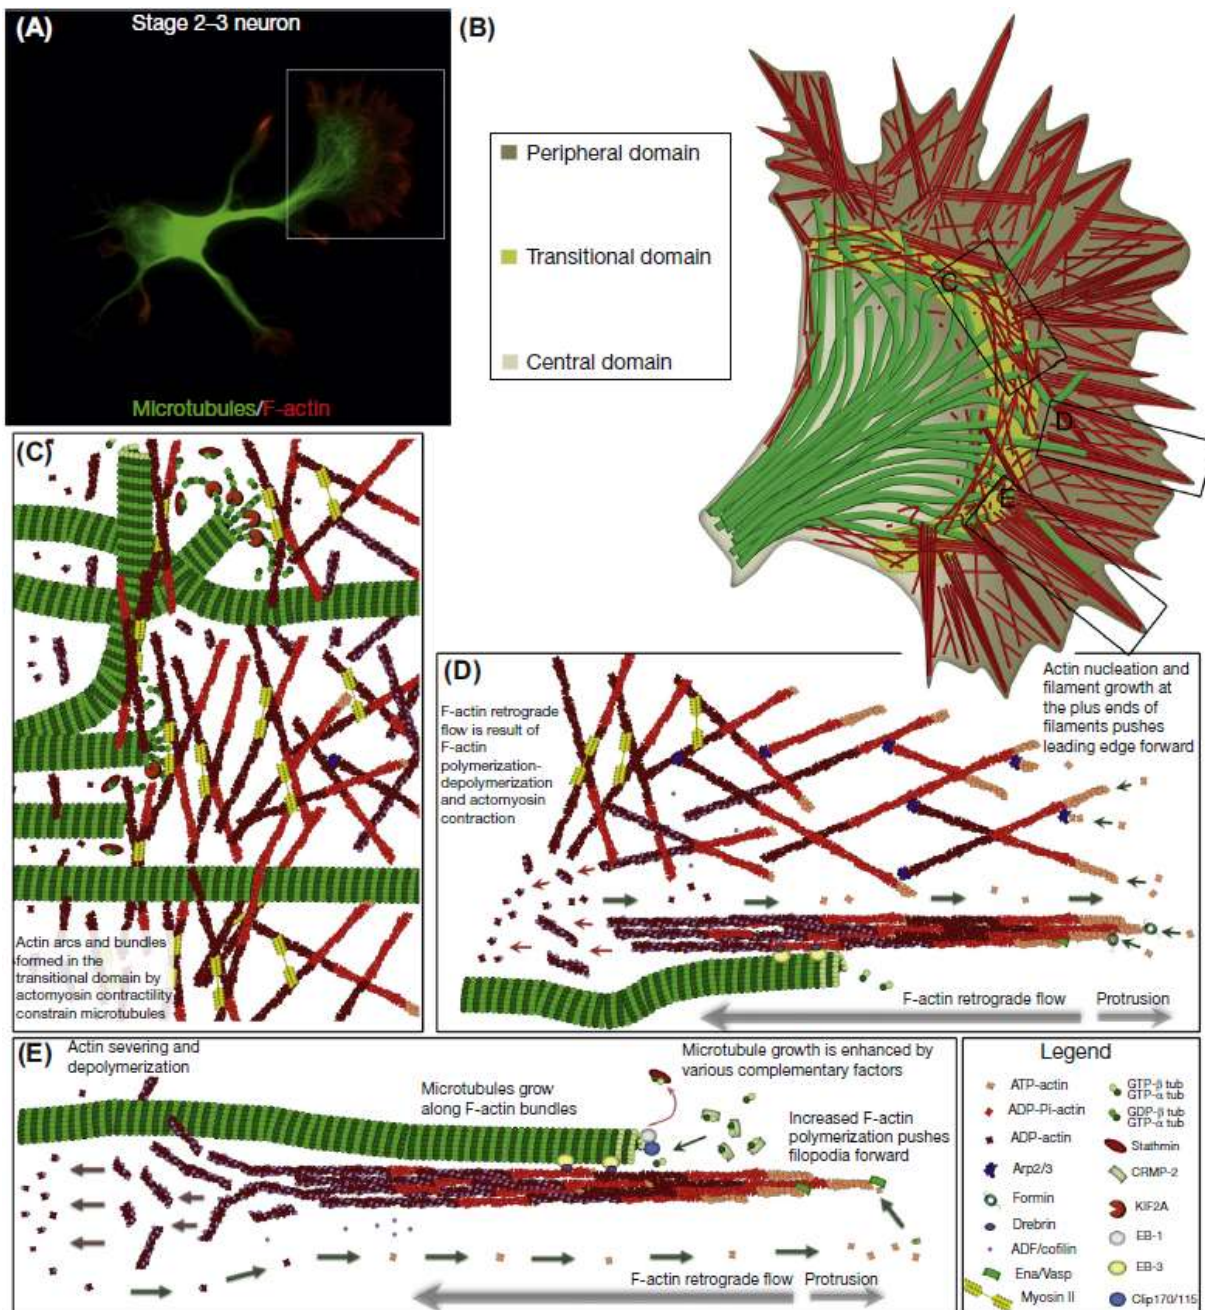 (A)
Stage 2–3 neuron
Microtubules/F-actin
(B)
Peripheral domain
Transitional domain
Central domain
C
D
E
(C)
Actin arcs and bundles
formed in the
transitional domain by
actomyosin contractility
constrain microtubules
(D)
F-actin retrograde
flow is result of
F-actin
polymerization-
depolymerization
and actomyosin
contraction
Actin nucleation and
filament growth at
the plus ends of
filaments pushes
leading edge forward
F-actin retrograde flow
Protrusion
(E)
Actin severing and
depolymerization
Microtubules grow
along F-actin bundles
Microtubule growth is enhanced by
various complementary factors
Increased F-actin
polymerization pushes
filopodia forward
F-actin retrograde flow
Protrusion
Legend
ATP-actin
ADP-Pi-actin
ADP-actin
Arp2/3
Formin
Drebrin
ADF/cofilin
Ena/Vasp
Myosin II
GTP-β tub
GTP-α tub
GDP-β tub
GTP-α tub
Stathmin
CRMP-2
KIF2A
EB-1
EB-3
Clip170/115